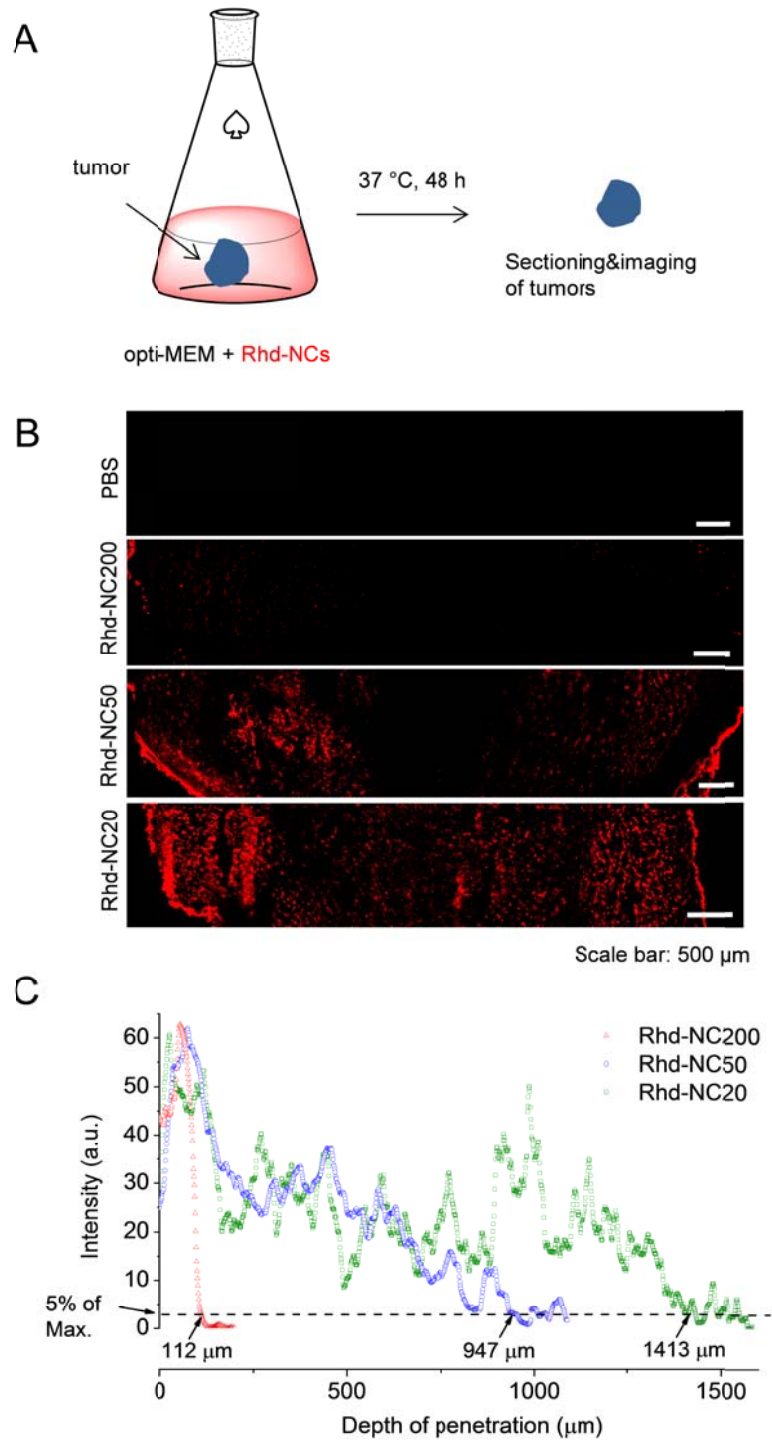 A
tumor
37 °C, 48 h
Sectioning&imaging
of tumors
opti-MEM + Rhd-NCs
B
PBS
Rhd-NC200
Rhd-NC50
Rhd-NC20
Scale bar: 500 μm
C
Rhd-NC200
Rhd-NC50
Rhd-NC20
Intensity (a.u.)
60
50
40
30
20
10
0
5% of
Max.
112 μm
947 μm
1413 μm
0
500
1000
1500
Depth of penetration (μm)